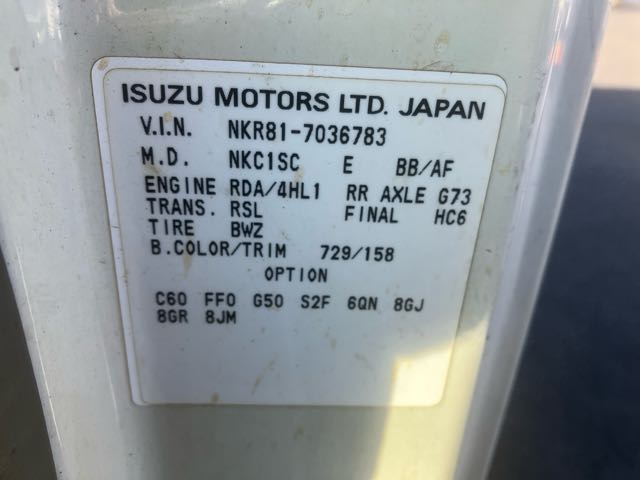 ISUZU MOTORS LTD. JAPAN
V.I.N. NKR81-7036783
M.D. NKC1SC E BB/AF
ENGINE RDA/4HL1 RR AXLE G73
TRANS. RSL FINAL HC6
TIRE BWZ
B.COLOR/TRIM 729/158
OPTION
C60 FF0 G50 S2F 6QN 8GJ
8GR 8JM